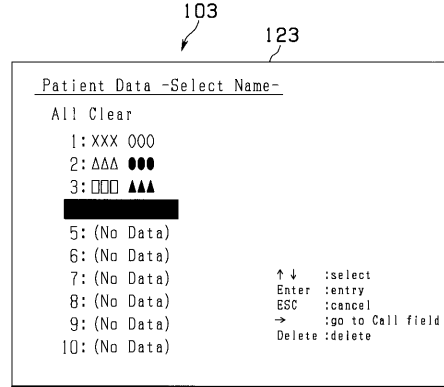 103
123
Patient Data -Select Name-
All Clear
1: XXX OOO
2: ΔΔΔ ●●●
3: □□□ ▲▲▲
5: (No Data)
6: (No Data)
7: (No Data)
8: (No Data)
9: (No Data)
10: (No Data)
↑ ↓ :select
Enter :entry
ESC :cancel
→ :go to Call field
Delete :delete